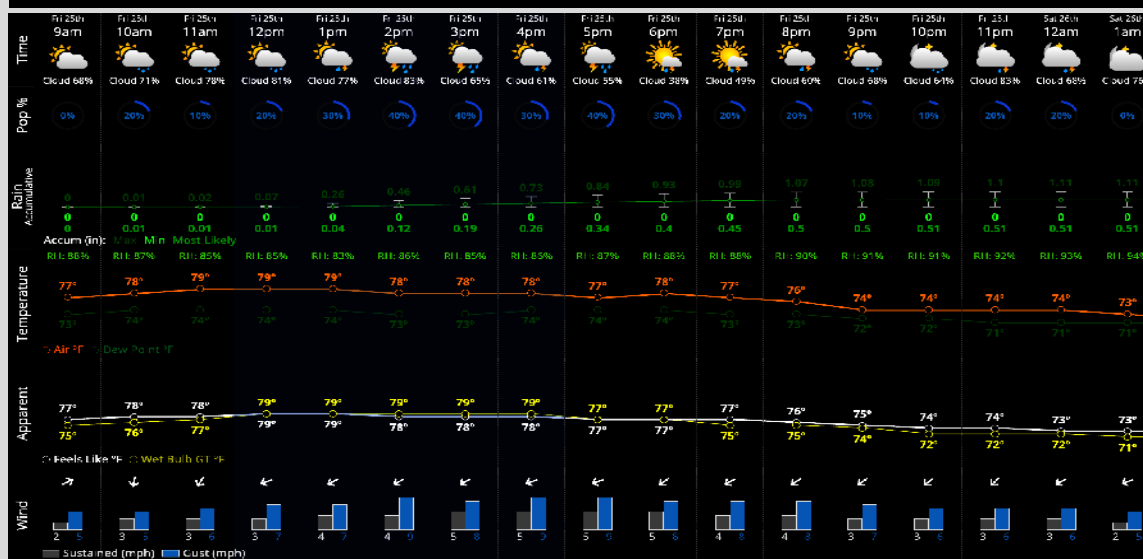 Time
Fri 25th Fri 25th Fri 25th Fri 25th Fri 25th Fri 25th Fri 25th Fri 25th Fri 25th Fri 25th Fri 25th Fri 25th Fri 25th Fri 25th Fri 25th Sat 26th Sat 26th
9am 10am 11am 12pm 1pm 2pm 3pm 4pm 5pm 6pm 7pm 8pm 9pm 10pm 11pm 12am 1am
Cloud 68% Cloud 71% Cloud 78% Cloud 81% Cloud 77% Cloud 83% Cloud 65% Cloud 61% Cloud 55% Cloud 38% Cloud 49% Cloud 60% Cloud 68% Cloud 64% Cloud 83% Cloud 68%
Pop %
0% 20% 10% 20% 30% 40% 40% 30% 40% 30% 20% 20% 10% 10% 20% 20% 0%
Rain
Accumulative
0 0.01 0.02 0.07 0.26 0.46 0.61 0.73 0.84 0.93 0.99 1.07 1.08 1.09 1.1 1.11 1.11
0 0 0 0 0 0 0 0 0 0 0 0 0 0 0 0 0
0 0.01 0.01 0.01 0.04 0.12 0.19 0.26 0.34 0.4 0.45 0.5 0.5 0.51 0.51 0.51 0.51
Accum (in): Max Min Most Likely
RH: 88% RH: 87% RH: 85% RH: 85% RH: 83% RH: 86% RH: 85% RH: 86% RH: 87% RH: 88% RH: 88% RH: 90% RH: 91% RH: 91% RH: 92% RH: 93% RH: 94%
Temperature
77° 78° 79° 79° 79° 78° 78° 78° 77° 78° 77° 76° 74° 74° 74° 74° 73°
73° 74° 74° 74° 74° 73° 73° 74° 74° 74° 73° 73° 72° 72° 71° 71° 71°
Air °F Dew Point °F
Apparent
77° 78° 78° 79° 79° 79° 79° 79° 77° 77° 77° 76° 75° 74° 74° 73° 73°
75° 76° 77° 79° 79° 78° 78° 78° 77° 77° 75° 75° 74° 72° 72° 72° 71°
Feels Like °F Wet Bulb GT °F
Wind
2 5 3 5 3 6 3 7 4 7 4 9 5 8 5 9 5 9 5 8 4 8 4 8 3 7 3 6 3 6 3 6 2 5
Sustained (mph) Gust (mph)